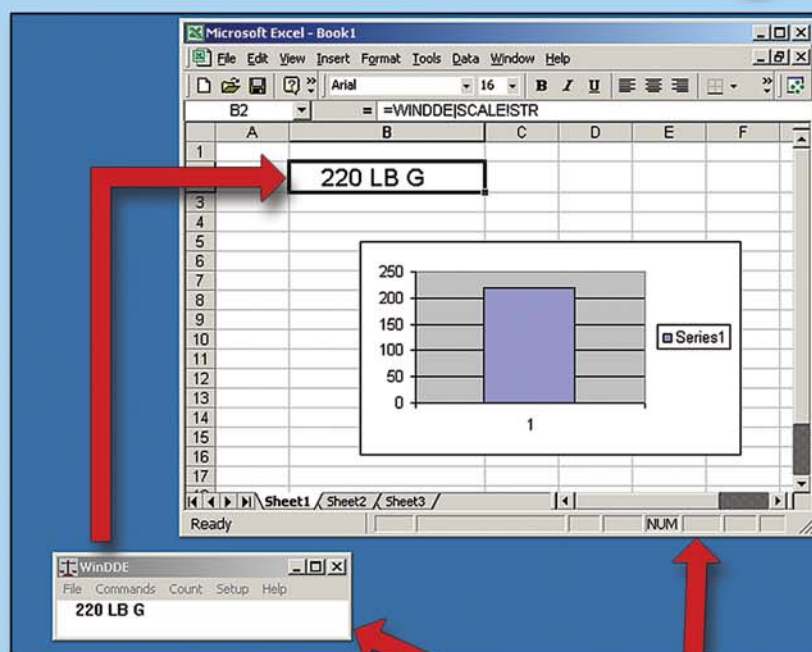 Microsoft Excel - Book1
File Edit View Insert Format Tools Data Window Help
Arial 16 B I U
B2 = =WINDDE|SCALE!STR
A B C D E F
1
220 LB G
3
4
5
6
7
8
9
10
11
12
13
14
15
16
17
250
200
150
100
50
0
1
Series1
Sheet1 Sheet2 Sheet3
Ready NUM
WinDDE
File Commands Count Setup Help
220 LB G